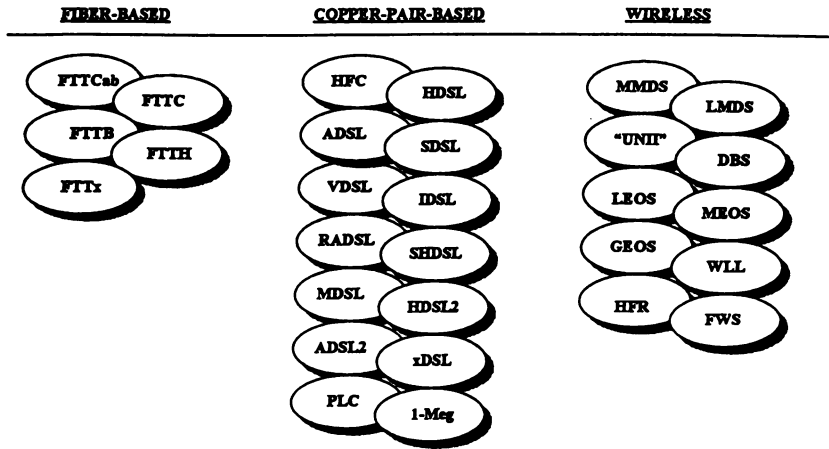 FIBER-BASED
COPPER-PAIR-BASED
WIRELESS
FTTCab
FTTC
FTTB
FTTH
FTTx
HFC
HDSL
ADSL
SDSL
VDSL
IDSL
RADSL
SHDSL
MDSL
HDSL2
ADSL2
xDSL
PLC
1-Meg
MMDS
LMDS
"UNII"
DBS
LEOS
MEOS
GEOS
WLL
HFR
FWS